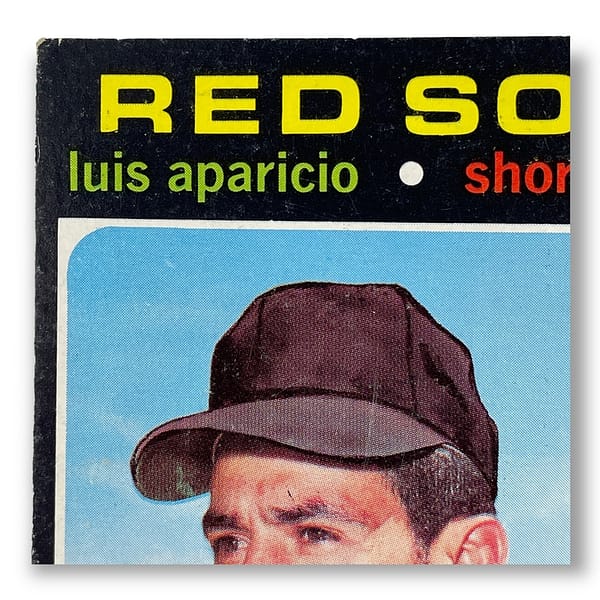 RED SO
luis aparicio • shor